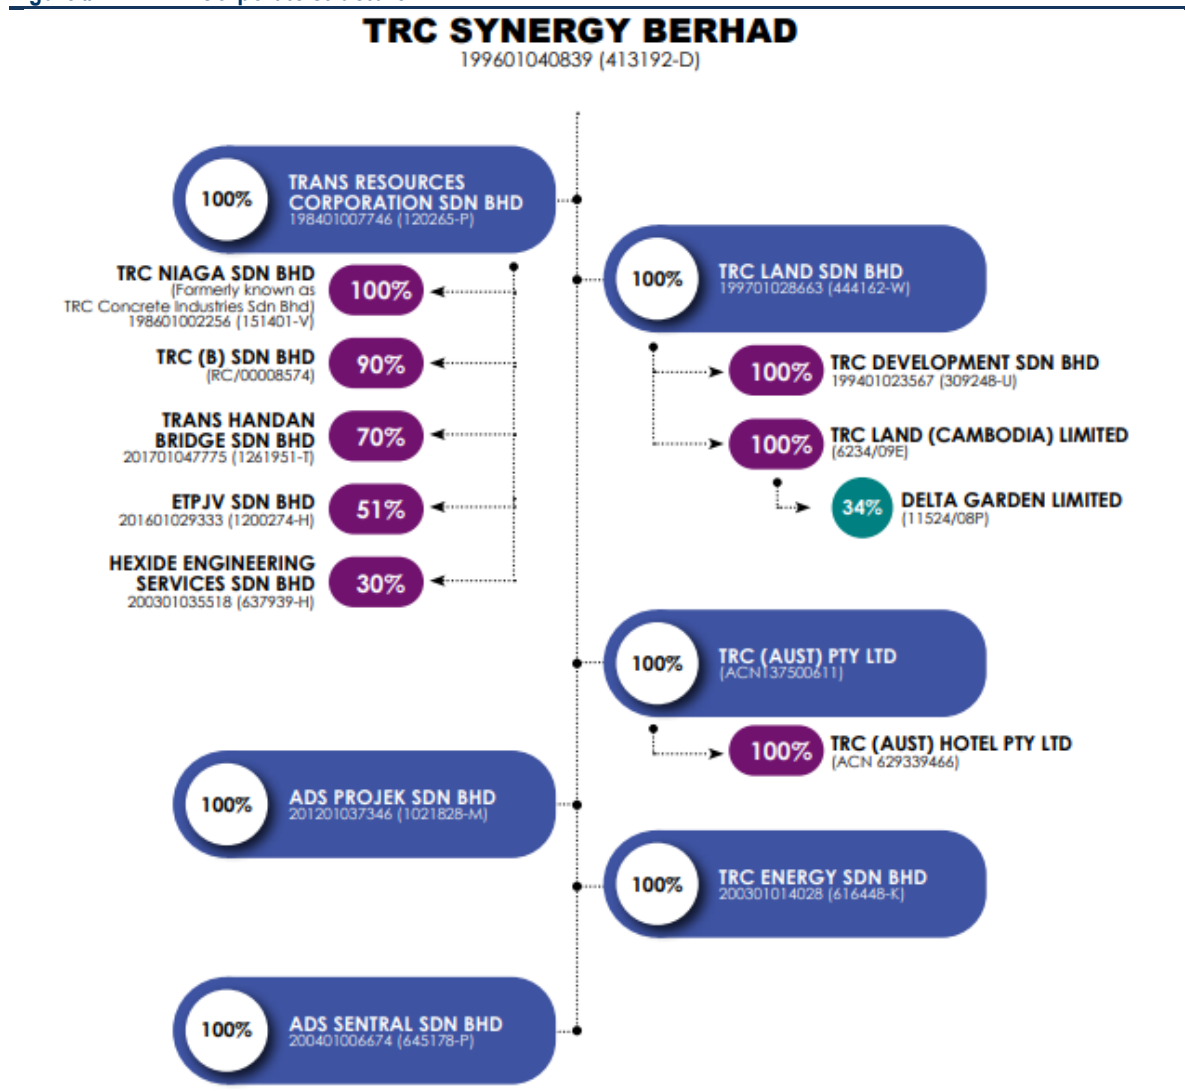 TRC SYNERGY BERHAD
199601040839 (413192-D)
100%
TRANS RESOURCES
CORPORATION SDN BHD
198401007746 (120265-P)
TRC NIAGA SDN BHD
(Formerly known as
TRC Concrete Industries Sdn Bhd)
198601002256 (151401-V)
100%
TRC (B) SDN BHD
(RC/00008574)
90%
TRANS HANDAN
BRIDGE SDN BHD
201701047775 (1261951-T)
70%
ETPJV SDN BHD
201601029333 (1200274-H)
51%
HEXIDE ENGINEERING
SERVICES SDN BHD
200301035518 (637939-H)
30%
100%
TRC LAND SDN BHD
199701028663 (444162-W)
100%
TRC DEVELOPMENT SDN BHD
199401023567 (309248-U)
100%
TRC LAND (CAMBODIA) LIMITED
(6234/09E)
34%
DELTA GARDEN LIMITED
(11524/08P)
100%
TRC (AUST) PTY LTD
(ACN137500611)
100%
TRC (AUST) HOTEL PTY LTD
(ACN 629339466)
100%
ADS PROJEK SDN BHD
201201037346 (1021828-M)
100%
TRC ENERGY SDN BHD
200301014028 (616448-K)
100%
ADS SENTRAL SDN BHD
200401006674 (645178-P)